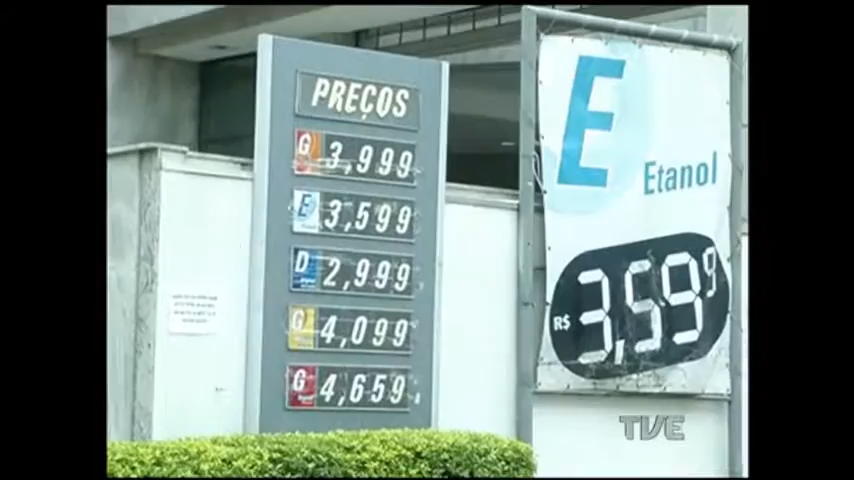 PREÇOS
G 3,999
E 3,599
D 2,999
G 4,099
G 4,659
E
Etanol
R$ 3,599
TVE